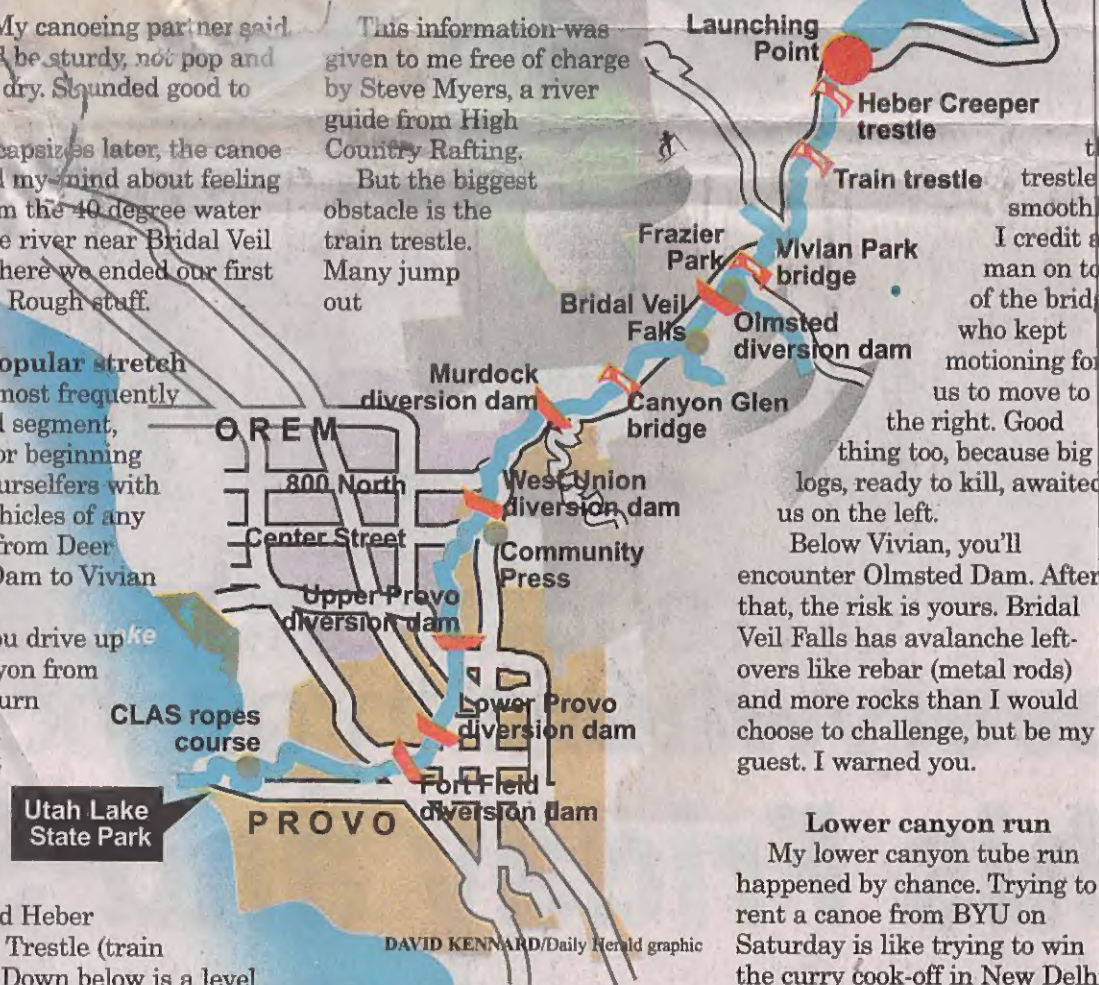 My canoeing partner said
be sturdy, not pop and
dry. Sounded good to
capsizes later, the canoe
my mind about feeling
the 40 degree water
river near Bridal Veil
where we ended our first
Rough stuff.
opular stretch
most frequently
segment,
or beginning
urselfers with
hicles of any
from Deer
Dam to Vivian
ou drive up
yon from
urn
d Heber
Trestle (train
Down below is a level
This information was
given to me free of charge
by Steve Myers, a river
guide from High
Country Rafting.
But the biggest
obstacle is the
train trestle.
Many jump
out
Launching
Point
Heber Creeper
trestle
Train trestle
Frazier
Park
Vivian Park
bridge
Bridal Veil
Falls
Olmsted
diversion dam
Murdock
diversion dam
Canyon Glen
bridge
OREM
800 North
West Union
diversion dam
Center Street
Community
Press
Upper Provo
diversion dam
ke
Lower Provo
diversion dam
CLAS ropes
course
Fort Field
diversion dam
Utah Lake
State Park
PROVO
DAVID KENNARD/Daily Herald graphic
trestle
smoothl
I credit a
man on to
of the bridg
who kept
motioning for
us to move to
the right. Good
thing too, because big
logs, ready to kill, awaited
us on the left.
Below Vivian, you'll
encounter Olmsted Dam. After
that, the risk is yours. Bridal
Veil Falls has avalanche left-
overs like rebar (metal rods)
and more rocks than I would
choose to challenge, but be my
guest. I warned you.
Lower canyon run
My lower canyon tube run
happened by chance. Trying to
rent a canoe from BYU on
Saturday is like trying to win
the curry cook-off in New Delh